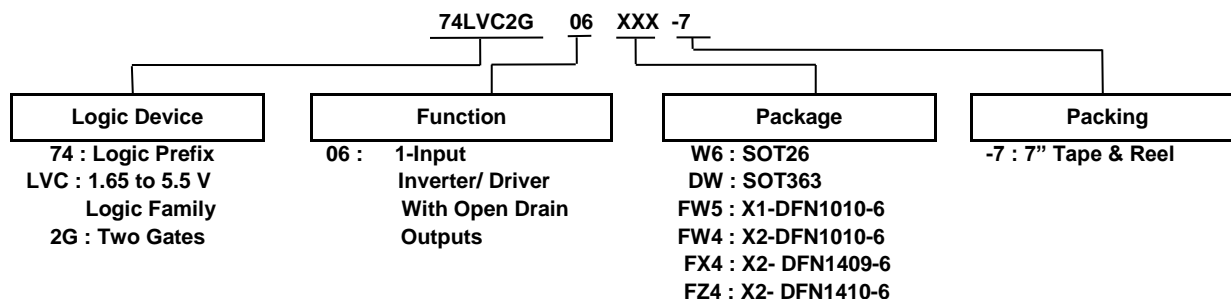 74LVC2G 06 XXX -7
Logic Device
74 : Logic Prefix
LVC : 1.65 to 5.5 V
Logic Family
2G : Two Gates
Function
06 : 1-Input
Inverter/ Driver
With Open Drain
Outputs
Package
W6 : SOT26
DW : SOT363
FW5 : X1-DFN1010-6
FW4 : X2-DFN1010-6
FX4 : X2- DFN1409-6
FZ4 : X2- DFN1410-6
Packing
-7 : 7” Tape & Reel